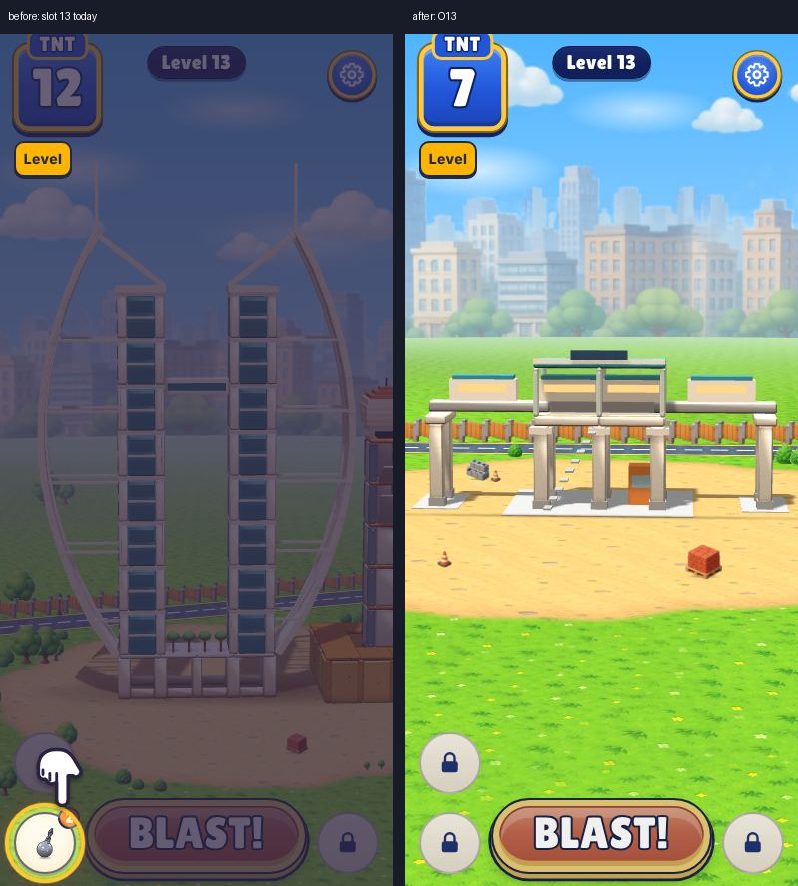 before: slot 13 today
TNT
12
Level 13
Level
BLAST!
after: O13
TNT
7
Level 13
Level
BLAST!